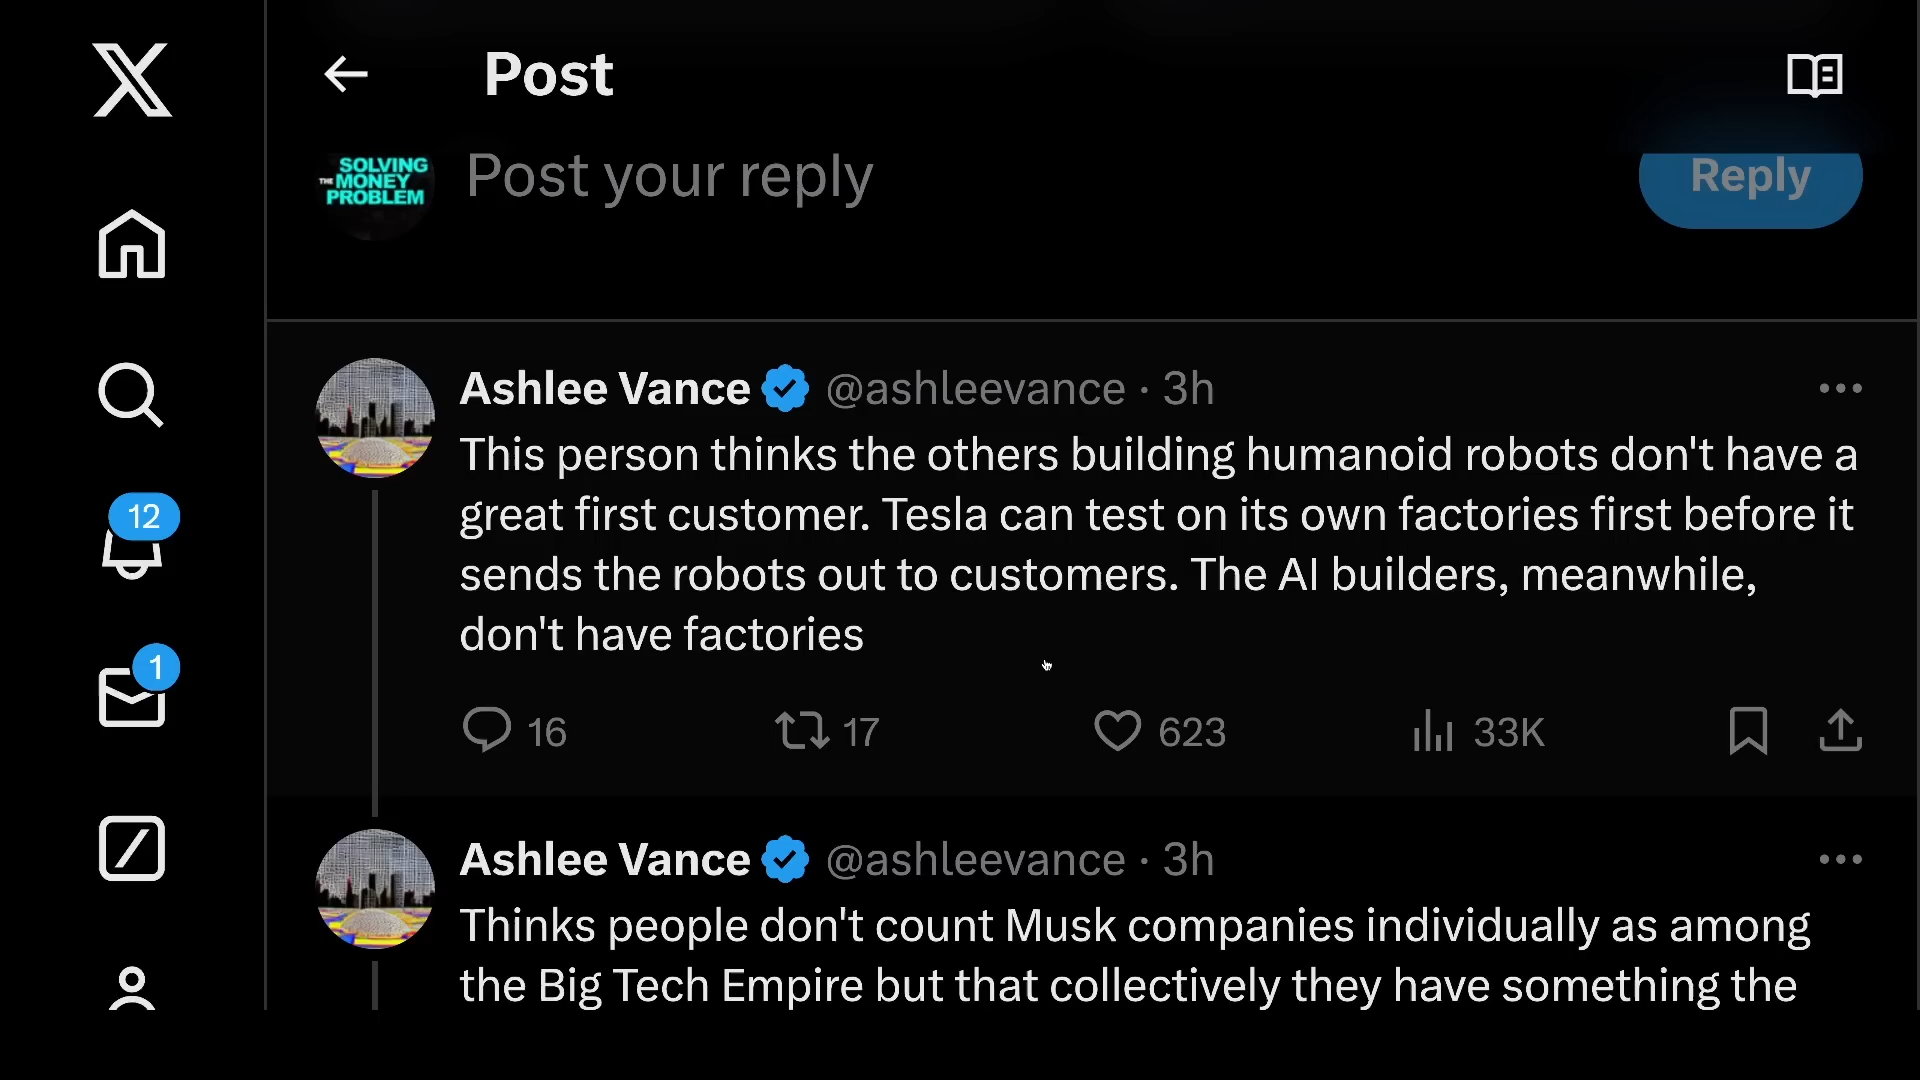 Post
SOLVING
THE MONEY
PROBLEM
Post your reply
Reply
Ashlee Vance @ashleevance · 3h
This person thinks the others building humanoid robots don't have a
great first customer. Tesla can test on its own factories first before it
sends the robots out to customers. The AI builders, meanwhile,
don't have factories
12
1
16 17 623 33K
Ashlee Vance @ashleevance · 3h
Thinks people don't count Musk companies individually as among
the Big Tech Empire but that collectively they have something the